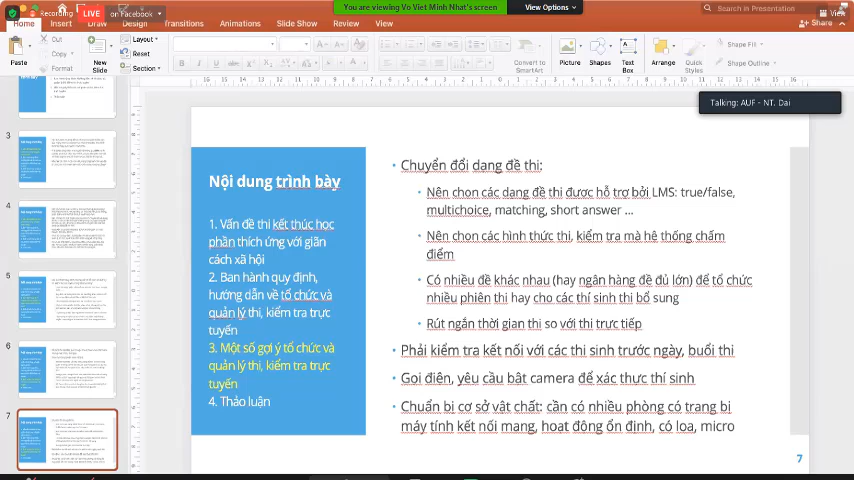 Recording
LIVE
on Facebook
You are viewing Vo Viet Minh Nhat's screen
View Options
Search in Presentation
View
Home
Insert
Draw
Design
Transitions
Animations
Slide Show
Review
View
Share
Paste
Cut
Copy
Format
New
Slide
Layout
Reset
Section
Convert to
SmartArt
Picture
Shapes
Text
Box
Arrange
Quick
Styles
Shape Fill
Shape Outline
Talking: AUF - NT. Dai
3
4
5
6
7
Nội dung trình bày
1. Vấn đề thi kết thúc học
phần thích ứng với giãn
cách xã hội
2. Ban hành quy định,
hướng dẫn về tổ chức và
quản lý thi, kiểm tra trực
tuyến
3. Một số gợi ý tổ chức và
quản lý thi, kiểm tra trực
tuyến
4. Thảo luận
• Chuyển đổi dạng đề thi:
• Nên chọn các dạng đề thi được hỗ trợ bởi LMS: true/false,
multichoice, matching, short answer ...
• Nên chọn các hình thức thi, kiểm tra mà hệ thống chấm
điểm
• Có nhiều đề khác nhau (hay ngân hàng đề đủ lớn) để tổ chức
nhiều phiên thi hay cho các thí sinh thi bổ sung
• Rút ngắn thời gian thi so với thi trực tiếp
• Phải kiểm tra kết nối với các thí sinh trước ngày, buổi thi
• Gọi điện, yêu cầu bật camera để xác thực thí sinh
• Chuẩn bị cơ sở vật chất: cần có nhiều phòng có trang bị
máy tính kết nối mạng, hoạt động ổn định, có loa, micro
7